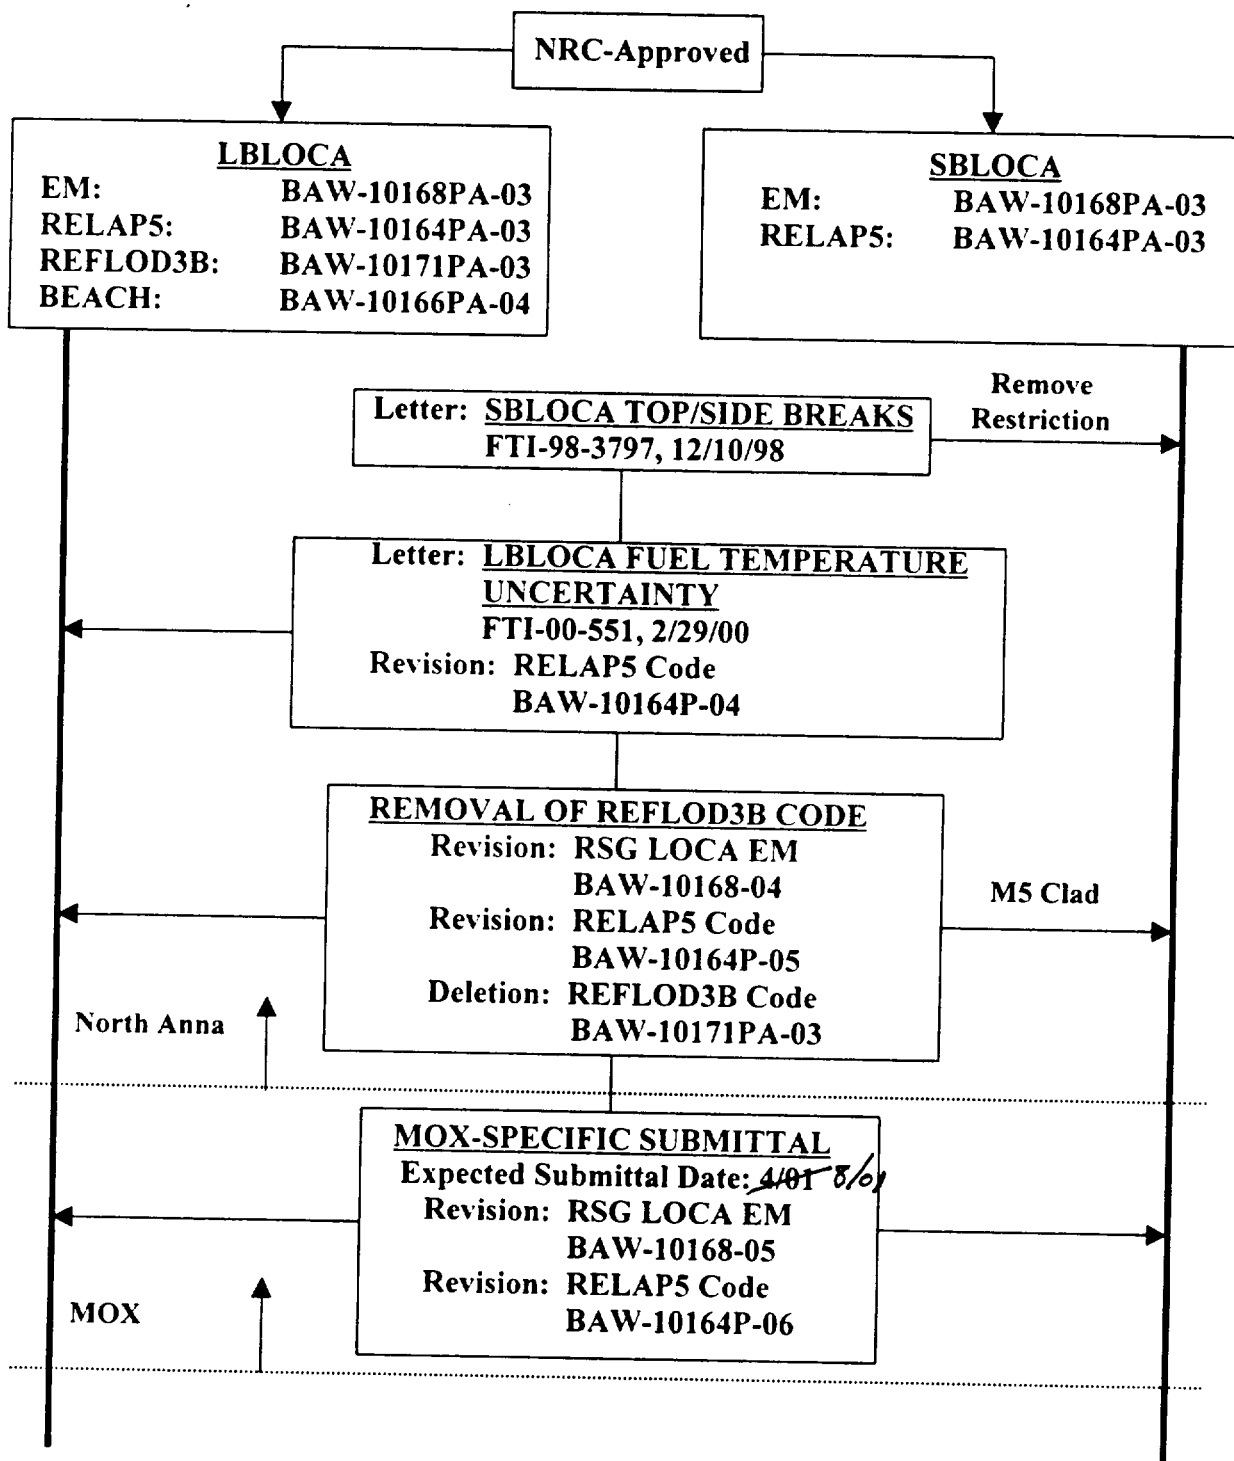 NRC-Approved
LBLOCA
EM: BAW-10168PA-03
RELAP5: BAW-10164PA-03
REFLOD3B: BAW-10171PA-03
BEACH: BAW-10166PA-04
SBLOCA
EM: BAW-10168PA-03
RELAP5: BAW-10164PA-03
Letter: SBLOCA TOP/SIDE BREAKS
FTI-98-3797, 12/10/98
Remove
Restriction
Letter: LBLOCA FUEL TEMPERATURE
UNCERTAINTY
FTI-00-551, 2/29/00
Revision: RELAP5 Code
BAW-10164P-04
REMOVAL OF REFLOD3B CODE
Revision: RSG LOCA EM
BAW-10168-04
Revision: RELAP5 Code
BAW-10164P-05
Deletion: REFLOD3B Code
BAW-10171PA-03
M5 Clad
North Anna
MOX-SPECIFIC SUBMITTAL
Expected Submittal Date: 4/01 8/01
Revision: RSG LOCA EM
BAW-10168-05
Revision: RELAP5 Code
BAW-10164P-06
MOX